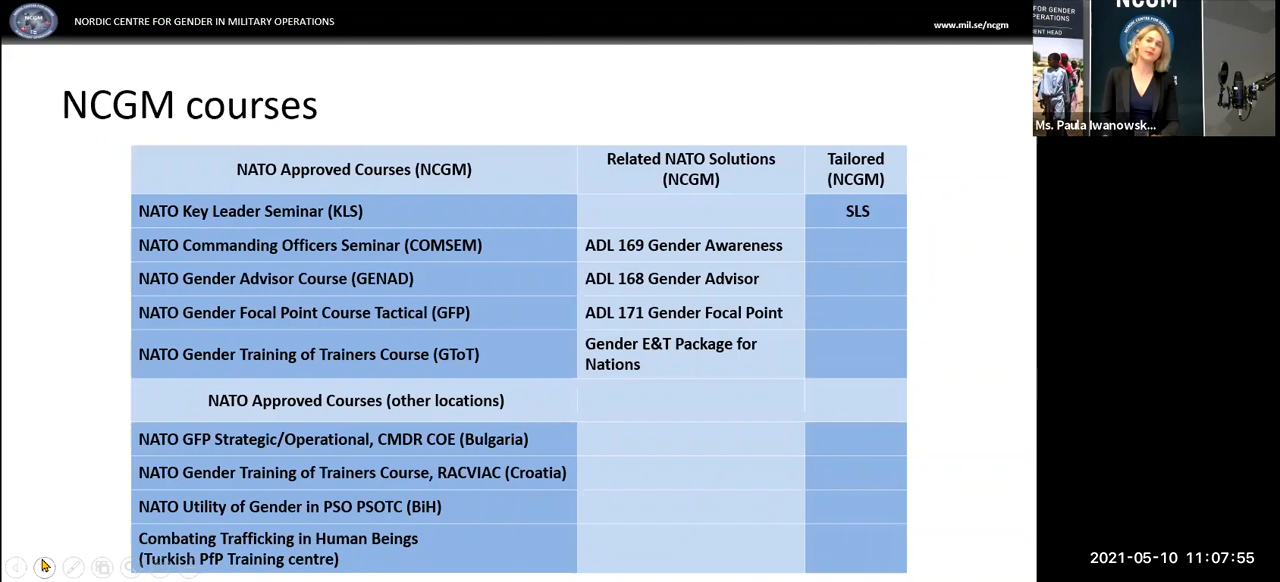 NORDIC CENTRE FOR GENDER IN MILITARY OPERATIONS
www.mil.se/ncgm
NCGM
FOR GENDER
NCGM
Ms. Paula Iwanowsk...
NCGM courses
NATO Approved Courses (NCGM)
Related NATO Solutions
(NCGM)
Tailored
(NCGM)
NATO Key Leader Seminar (KLS)
SLS
NATO Commanding Officers Seminar (COMSEM)
ADL 169 Gender Awareness
NATO Gender Advisor Course (GENAD)
ADL 168 Gender Advisor
NATO Gender Focal Point Course Tactical (GFP)
ADL 171 Gender Focal Point
NATO Gender Training of Trainers Course (GToT)
Gender E&T Package for
Nations
NATO Approved Courses (other locations)
NATO GFP Strategic/Operational, CMDR COE (Bulgaria)
NATO Gender Training of Trainers Course, RACVIAC (Croatia)
NATO Utility of Gender in PSO PSOTC (BiH)
Combating Trafficking in Human Beings
(Turkish PfP Training centre)
2021-05-10 11:07:55